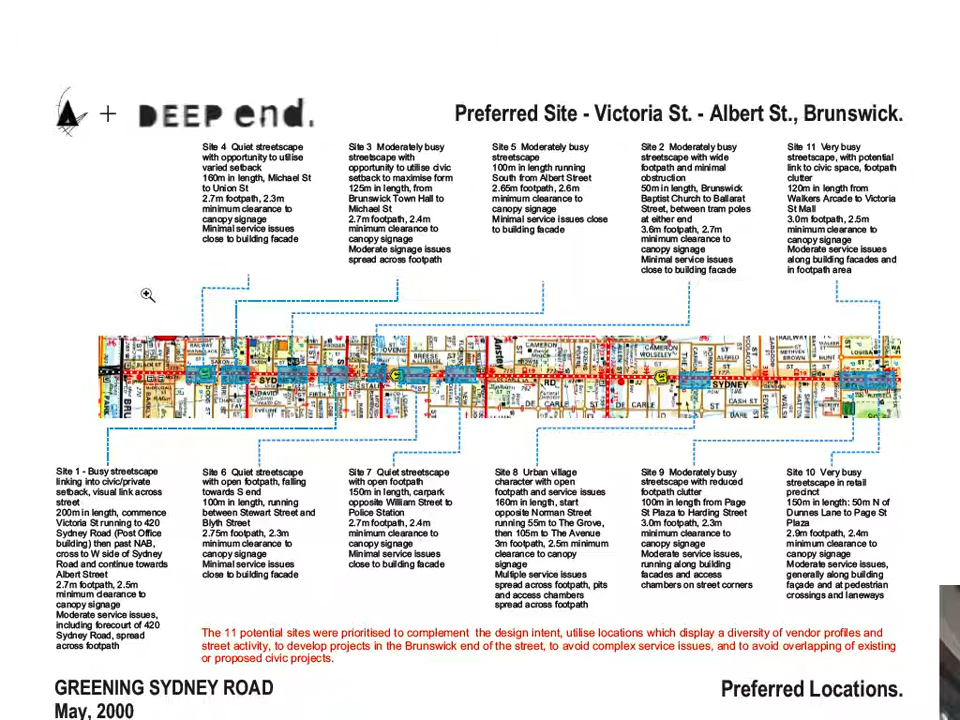 + DEEP end.
Preferred Site - Victoria St. - Albert St., Brunswick.
Site 4 Quiet streetscape
with opportunity to utilise
varied setback
160m in length, Michael St
to Union St
2.7m footpath, 2.3m
minimum clearance to
canopy signage
Minimal service issues
close to building facade
Site 3 Moderately busy
streetscape with
opportunity to utilise civic
setback to maximise form
125m in length, from
Brunswick Town Hall to
Michael St
2.7m footpath, 2.4m
minimum clearance to
canopy signage
Moderate signage issues
spread across footpath
Site 5 Moderately busy
streetscape
100m in length running
South from Albert Street
2.65m footpath, 2.6m
minimum clearance to
canopy signage
Minimal service issues close
to building facade
Site 2 Moderately busy
streetscape with wide
footpath and minimal
obstruction
50m in length, Brunswick
Baptist Church to Ballarat
Street, between tram poles
at either end
3.6m footpath, 2.7m
minimum clearance to
canopy signage
Minimal service issues
close to building facade
Site 11 Very busy
streetscape, with potential
link to civic space, footpath
clutter
120m in length from
Walkers Arcade to Victoria
St Mall
3.0m footpath, 2.5m
minimum clearance to
canopy signage
Moderate service issues
along building facades and
in footpath area
RAILWAY
CAMERON
CAMERON
WOLSELEY
BREESE
ALFRED
LOUISA
SYD
RD
SYDNEY
DE CARLE
DE CARLE
CASH ST
ST
Site 1 - Busy streetscape
linking into civic/private
setback, visual link across
street
200m in length, commence
Victoria St running to 420
Sydney Road (Post Office
building) then past NAB,
cross to W side of Sydney
Road and continue towards
Albert Street
2.7m footpath, 2.5m
minimum clearance to
canopy signage
Moderate service issues,
including forecourt of 420
Sydney Road, spread
across footpath
Site 6 Quiet streetscape
with open footpath, falling
towards S end
100m in length, running
between Stewart Street and
Blyth Street
2.75m footpath, 2.3m
minimum clearance to
canopy signage
Minimal service issues
close to building facade
Site 7 Quiet streetscape
with open footpath
150m in length, carpark
opposite William Street to
Police Station
2.7m footpath, 2.4m
minimum clearance to
canopy signage
Minimal service issues
close to building facade
Site 8 Urban village
character with open
footpath and service issues
160m in length, start
opposite Norman Street
running 55m to The Grove,
then 105m to The Avenue
3m footpath, 2.5m minimum
clearance to canopy
signage
Multiple service issues
spread across footpath, pits
and access chambers
spread across footpath
Site 9 Moderately busy
streetscape with reduced
footpath clutter
100m in length from Page
St Plaza to Harding Street
3.0m footpath, 2.3m
minimum clearance to
canopy signage
Moderate service issues,
running along building
facades and access
chambers on street corners
Site 10 Very busy
streetscape in retail
precinct
150m in length: 50m N of
Dunnes Lane to Page St
Plaza
2.9m footpath, 2.4m
minimum clearance to
canopy signage
Moderate service issues,
generally along building
façade and at pedestrian
crossings and laneways
The 11 potential sites were prioritised to complement the design intent, utilise locations which display a diversity of vendor profiles and
street activity, to develop projects in the Brunswick end of the street, to avoid complex service issues, and to avoid overlapping of existing
or proposed civic projects.
GREENING SYDNEY ROAD
May, 2000
Preferred Locations.